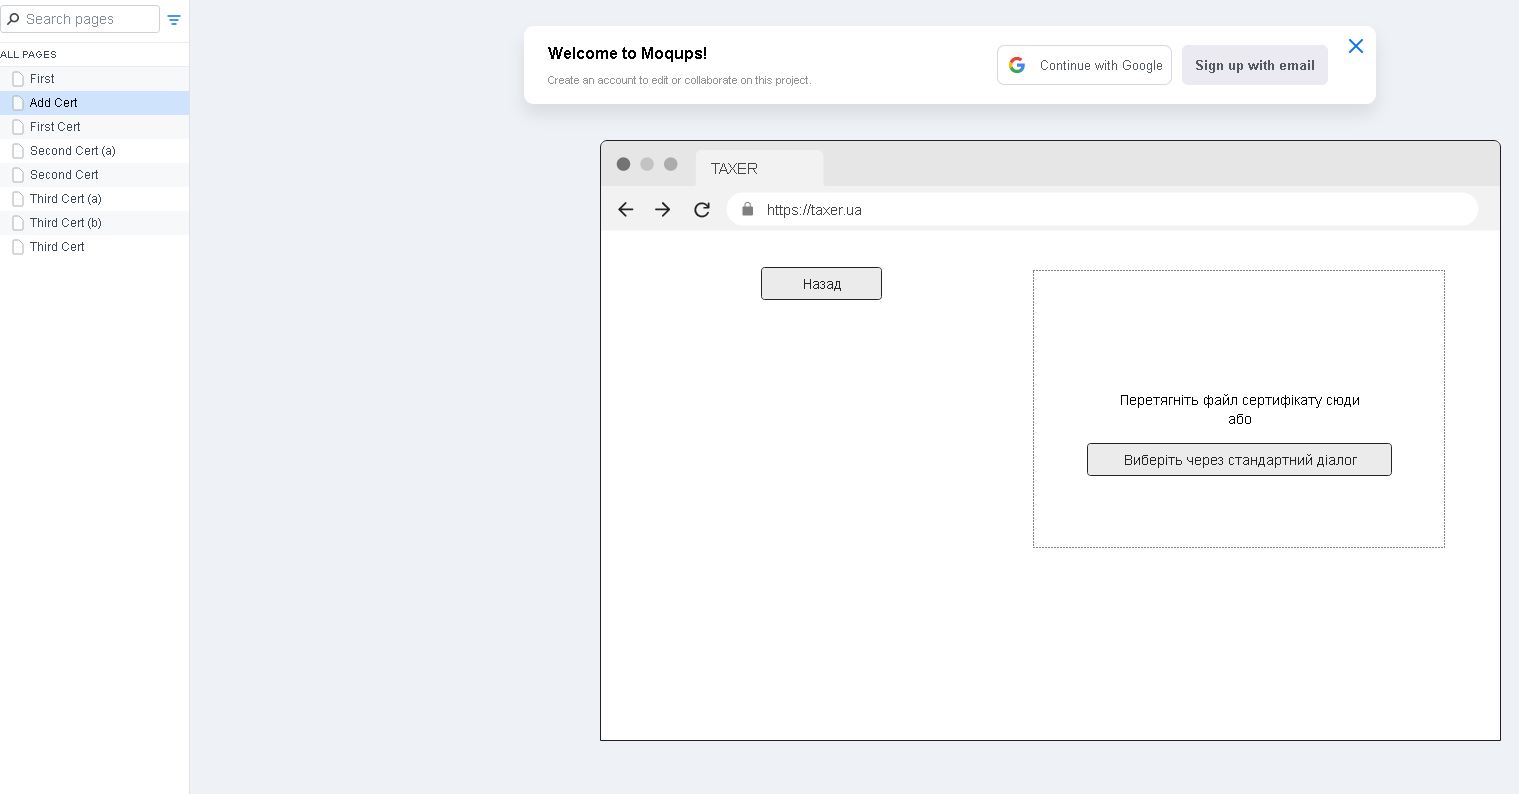 Search pages
ALL PAGES
First
Add Cert
First Cert
Second Cert (a)
Second Cert
Third Cert (a)
Third Cert (b)
Third Cert
Welcome to Moqups!
Create an account to edit or collaborate on this project.
Continue with Google
Sign up with email
TAXER
https://taxer.ua
Назад
Перетягніть файл сертифікату сюди
або
Виберіть через стандартний діалог